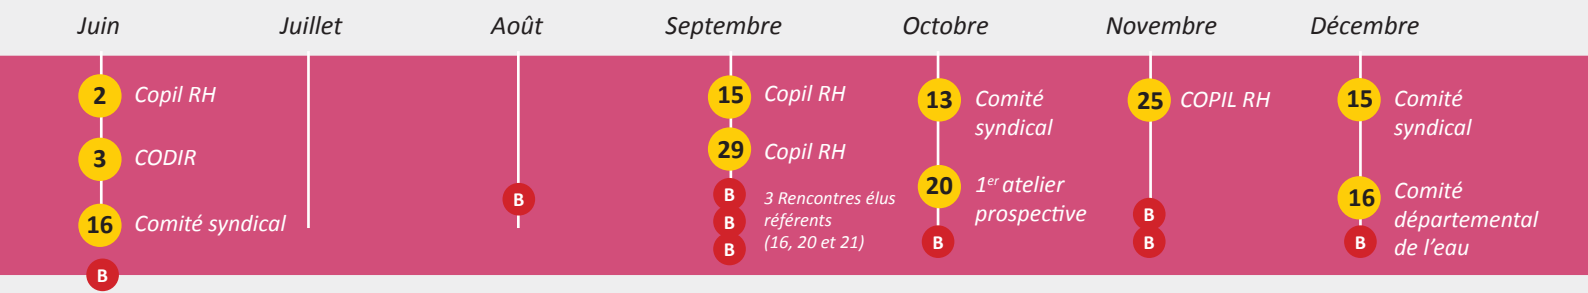 Juin
Juillet
Août
Septembre
Octobre
Novembre
Décembre
2 Copil RH
3 CODIR
16 Comité syndical
B
B
15 Copil RH
29 Copil RH
B
B
B
3 Rencontres élus
référents
(16, 20 et 21)
13 Comité
syndical
20 1er atelier
prospective
B
25 COPIL RH
B
B
15 Comité
syndical
16 Comité
départemental
de l'eau
B